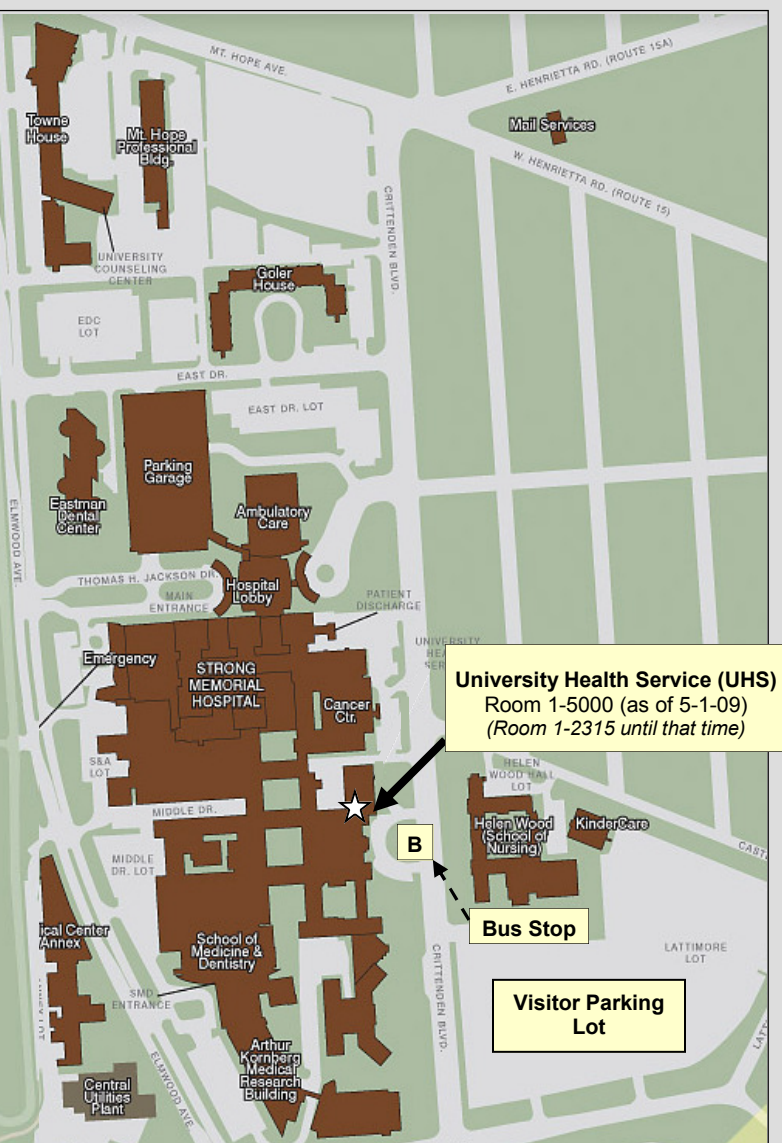 MT. HOPE AVE.
E. HENRIETTA RD. (ROUTE 15A)
Towne
House
Mt. Hope
Professional
Bldg.
Mail Services
W. HENRIETTA RD. (ROUTE 15)
CRITTENDEN BLVD.
UNIVERSITY
COUNSELING
CENTER
Goler
House
EDC
LOT
EAST DR.
EAST DR. LOT
Parking
Garage
Eastman
Dental
Center
Ambulatory
Care
ELMWOOD AVE.
THOMAS H. JACKSON DR.
MAIN
ENTRANCE
Hospital
Lobby
PATIENT
DISCHARGE
UNIVERSITY
HEA
SER
Emergency
STRONG
MEMORIAL
HOSPITAL
Cancer
Ctr.
University Health Service (UHS)
Room 1-5000 (as of 5-1-09)
(Room 1-2315 until that time)
S&A
LOT
HELEN
WOOD HALL
LOT
MIDDLE DR.
Helen Wood
(School of
Nursing)
KinderCare
B
CAST
MIDDLE
DR. LOT
Bus Stop
ical Center
Annex
School of
Medicine &
Dentistry
LATTIMORE
LOT
SMD
ENTRANCE
CRITTENDEN BLVD.
Visitor Parking
Lot
LATT
Arthur
Kornberg
Medical
Research
Building
ELMWOOD AVE.
Central
Utilities
Plant